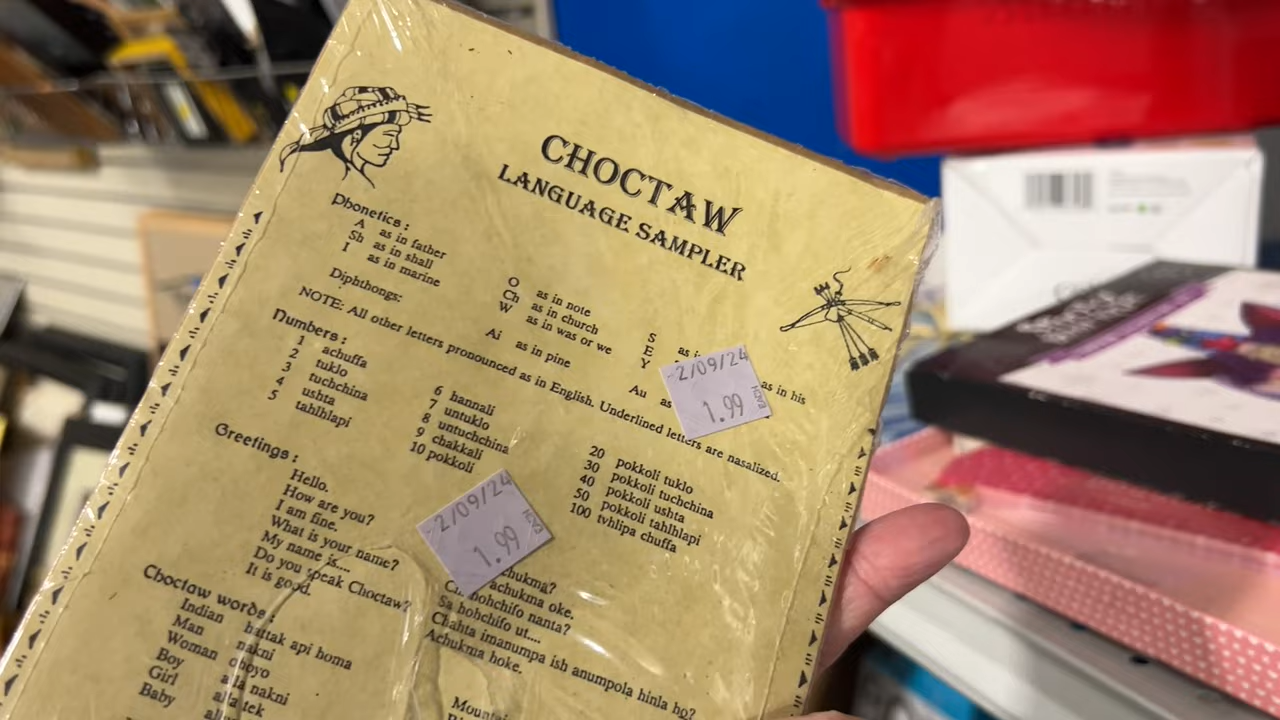 CHOCTAW
LANGUAGE SAMPLER
Phonetics:
A as in father
Sh as in shall
I as in marine
O as in note
Ch as in church
W as in was or we
S as
E
Y as in his
Diphthongs:
Ai as in pine
Au as
NOTE: All other letters pronounced as in English. Underlined letters are nasalized.
2/09/24
1.99
EACH
Numbers:
1 achuffa
2 tuklo
3 tuchchina
4 ushta
5 tahlhlapi
6 hannali
7 untuklo
8 untuchchina
9 chakkali
10 pokkoli
20 pokkoli tuklo
30 pokkoli tuchchina
40 pokkoli ushta
50 pokkoli tahlhlapi
100 tvhlipa chuffa
2/09/24
1.99
EACH
Greetings:
Hello.
How are you? chukma?
I am fine. achukma oke.
What is your name? hohchifo nanta?
My name is.... Sa hohchifo ut....
Do you speak Choctaw? Chahta imanumpa ish anumpola hinla ho?
It is good. Achukma hoke.
Choctaw words:
Indian hattak api homa
Man nakni
Woman ohoyo
Boy alla nakni
Girl alla tek
Baby